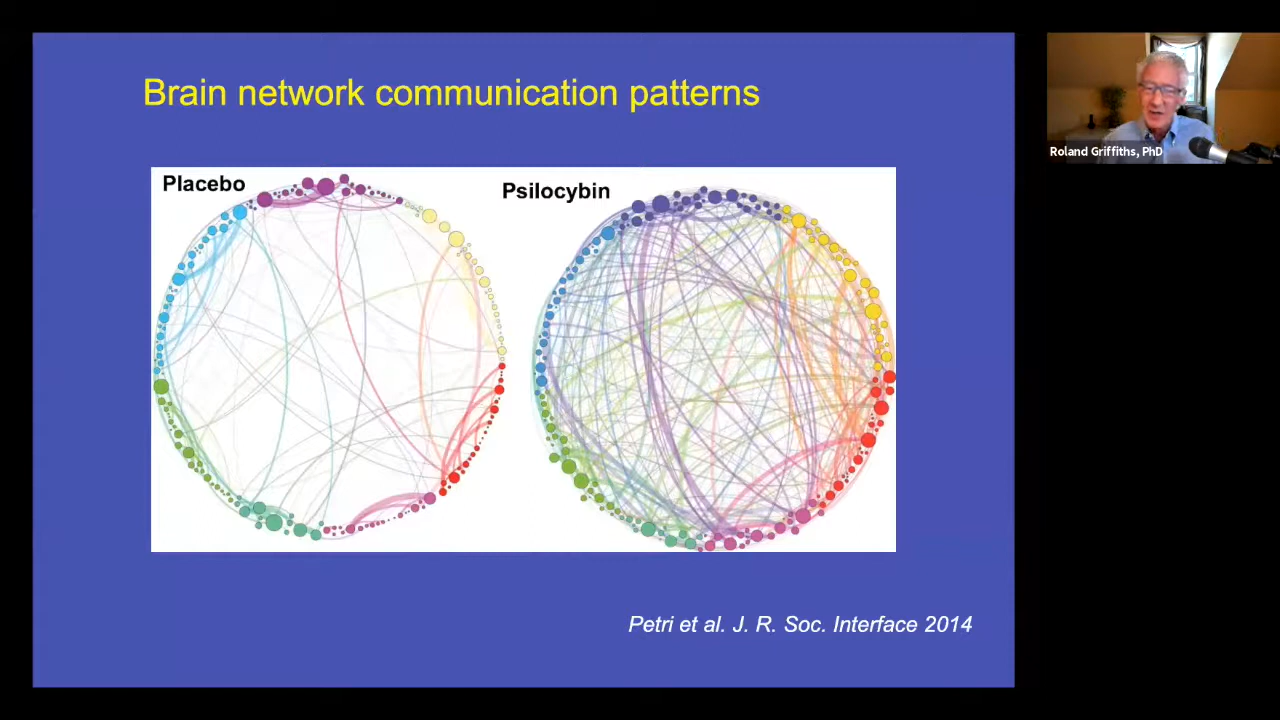 Brain network communication patterns
Placebo
Psilocybin
Petri et al. J. R. Soc. Interface 2014
Roland Griffiths, PhD